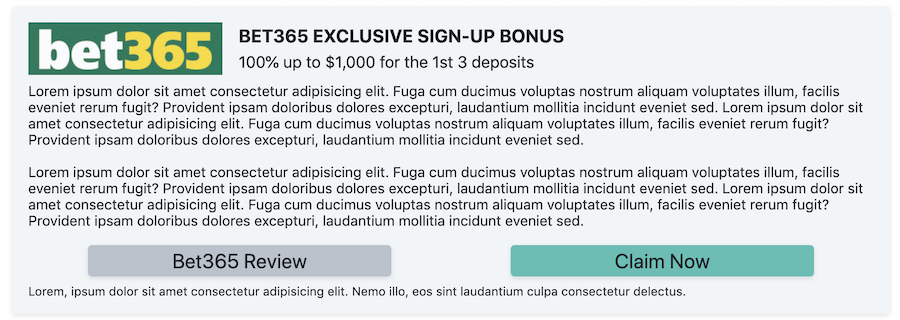 bet365
BET365 EXCLUSIVE SIGN-UP BONUS
100% up to $1,000 for the 1st 3 deposits
Lorem ipsum dolor sit amet consectetur adipisicing elit. Fuga cum ducimus voluptas nostrum aliquam voluptates illum, facilis
eveniet rerum fugit? Provident ipsam doloribus dolores excepturi, laudantium mollitia incidunt eveniet sed. Lorem ipsum dolor sit
amet consectetur adipisicing elit. Fuga cum ducimus voluptas nostrum aliquam voluptates illum, facilis eveniet rerum fugit?
Provident ipsam doloribus dolores excepturi, laudantium mollitia incidunt eveniet sed.
Lorem ipsum dolor sit amet consectetur adipisicing elit. Fuga cum ducimus voluptas nostrum aliquam voluptates illum, facilis
eveniet rerum fugit? Provident ipsam doloribus dolores excepturi, laudantium mollitia incidunt eveniet sed. Lorem ipsum dolor sit
amet consectetur adipisicing elit. Fuga cum ducimus voluptas nostrum aliquam voluptates illum, facilis eveniet rerum fugit?
Provident ipsam doloribus dolores excepturi, laudantium mollitia incidunt eveniet sed.
Bet365 Review
Claim Now
Lorem, ipsum dolor sit amet consectetur adipisicing elit. Nemo illo, eos sint laudantium culpa consectetur delectus.